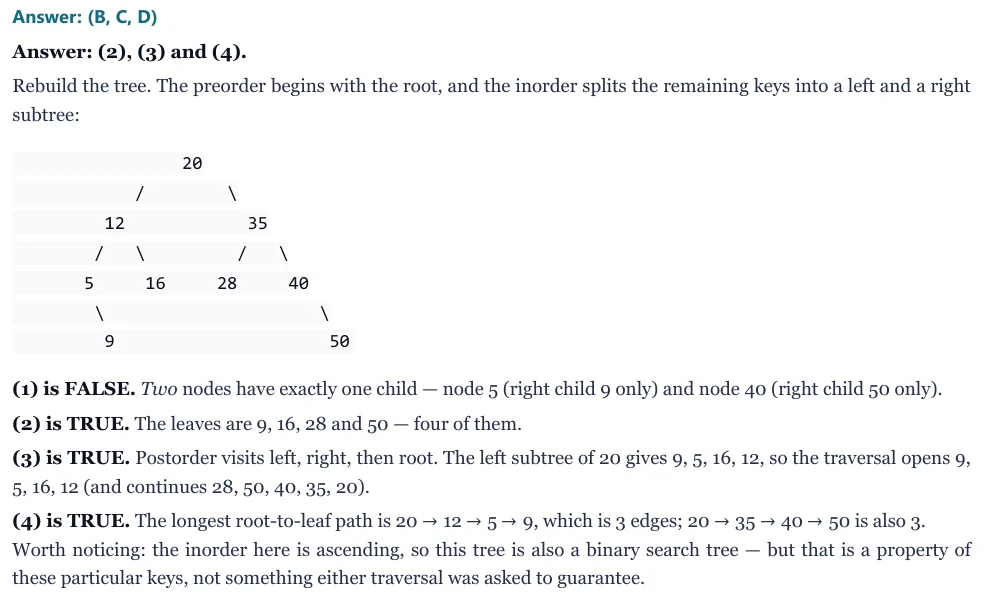 Answer: (B, C, D)
Answer: (2), (3) and (4).
Rebuild the tree. The preorder begins with the root, and the inorder splits the remaining keys into a left and a right
subtree:
20
/ \
12 35
/ \ / \
5 16 28 40
\ \
9 50
(1) is FALSE. Two nodes have exactly one child — node 5 (right child 9 only) and node 40 (right child 50 only).
(2) is TRUE. The leaves are 9, 16, 28 and 50 — four of them.
(3) is TRUE. Postorder visits left, right, then root. The left subtree of 20 gives 9, 5, 16, 12, so the traversal opens 9,
5, 16, 12 (and continues 28, 50, 40, 35, 20).
(4) is TRUE. The longest root-to-leaf path is 20 → 12 → 5 → 9, which is 3 edges; 20 → 35 → 40 → 50 is also 3.
Worth noticing: the inorder here is ascending, so this tree is also a binary search tree — but that is a property of
these particular keys, not something either traversal was asked to guarantee.